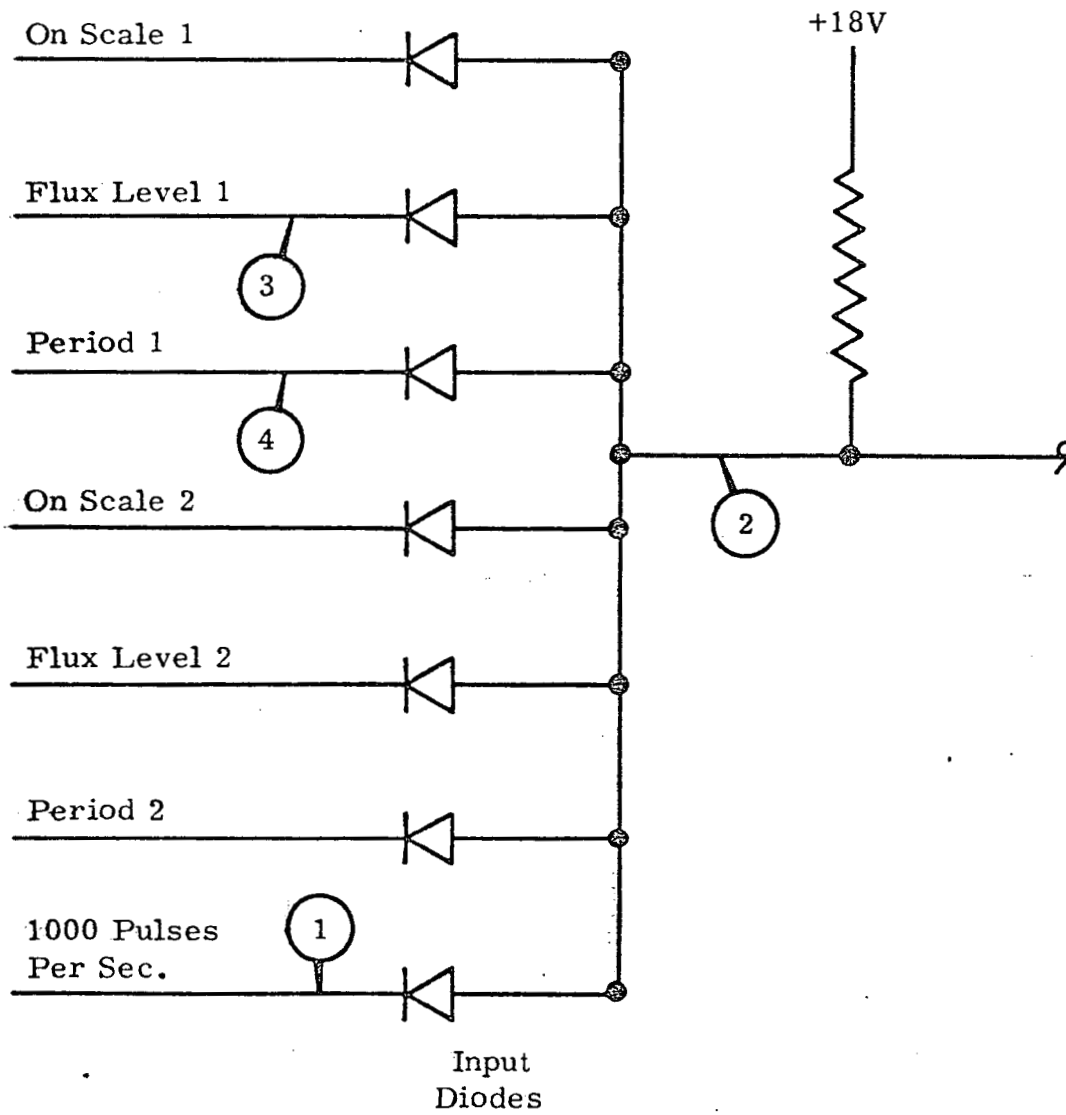 On Scale 1
+18V
Flux Level 1
3
Period 1
4
On Scale 2
2
Flux Level 2
Period 2
1000 Pulses
Per Sec.
1
Input
Diodes